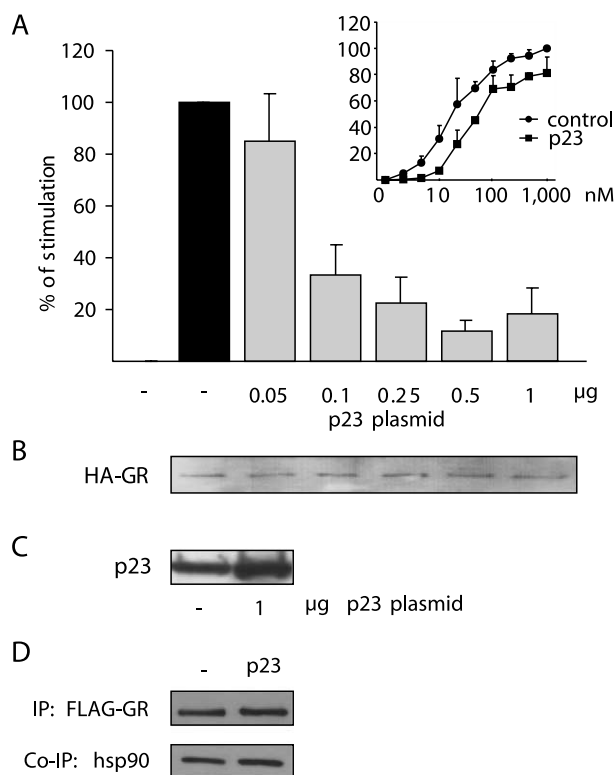 A
120
100
80
60
40
20
% of stimulation
120
100
80
60
40
20
control
p23
0 10 100 1,000 nM
- - 0.05 0.1 0.25 0.5 1 µg
p23 plasmid
B
HA-GR
C
p23
- 1 µg p23 plasmid
D
- p23
IP: FLAG-GR
Co-IP: hsp90